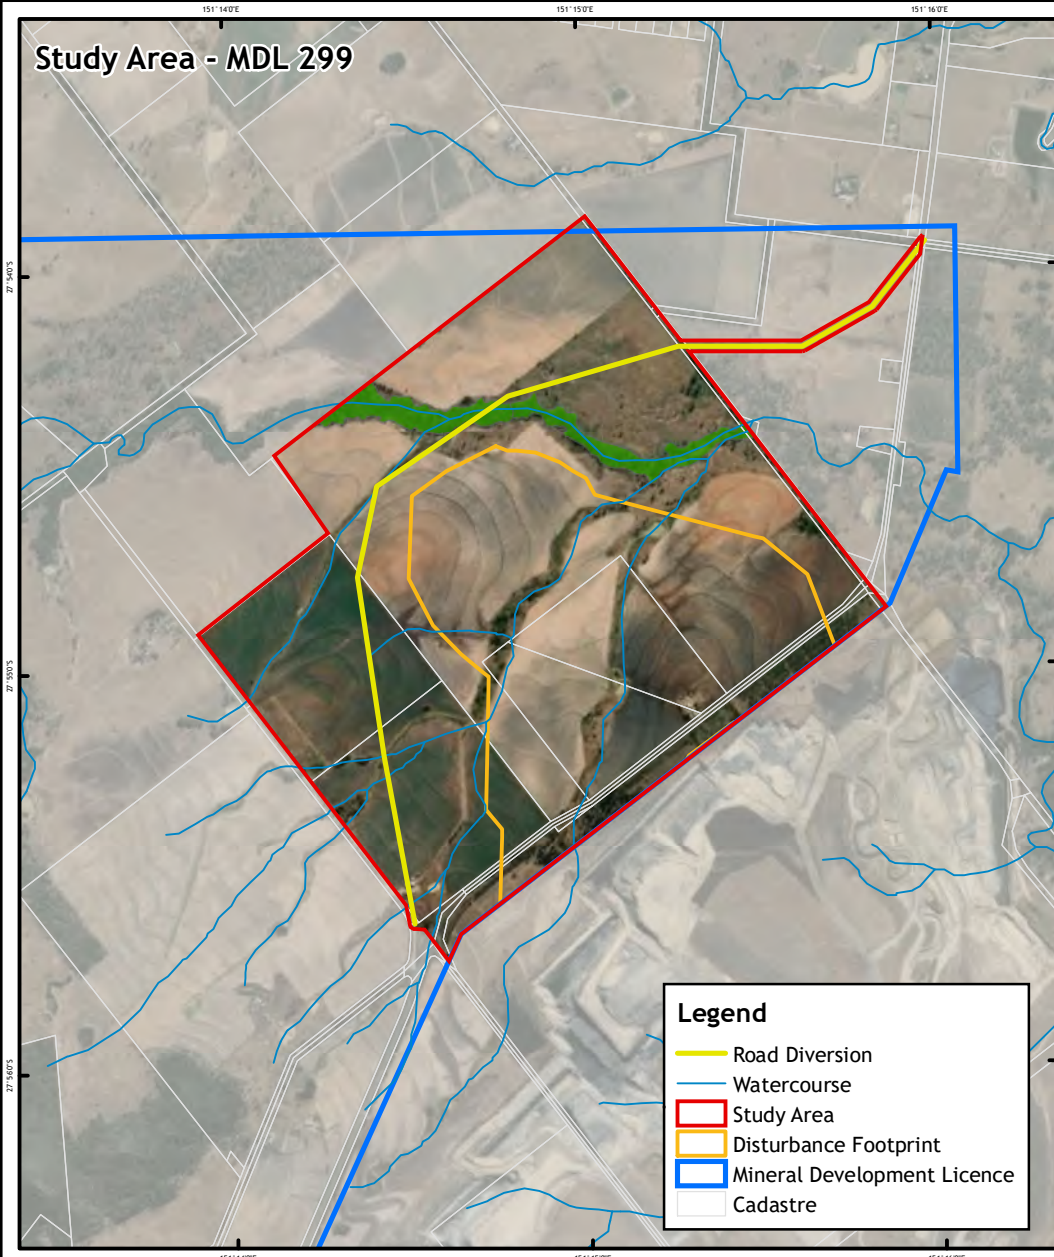 151°14'0"E
151°15'0"E
151°16'0"E
Study Area - MDL 299
27°54'0"S
27°55'0"S
27°56'0"S
Legend
Road Diversion
Watercourse
Study Area
Disturbance Footprint
Mineral Development Licence
Cadastre